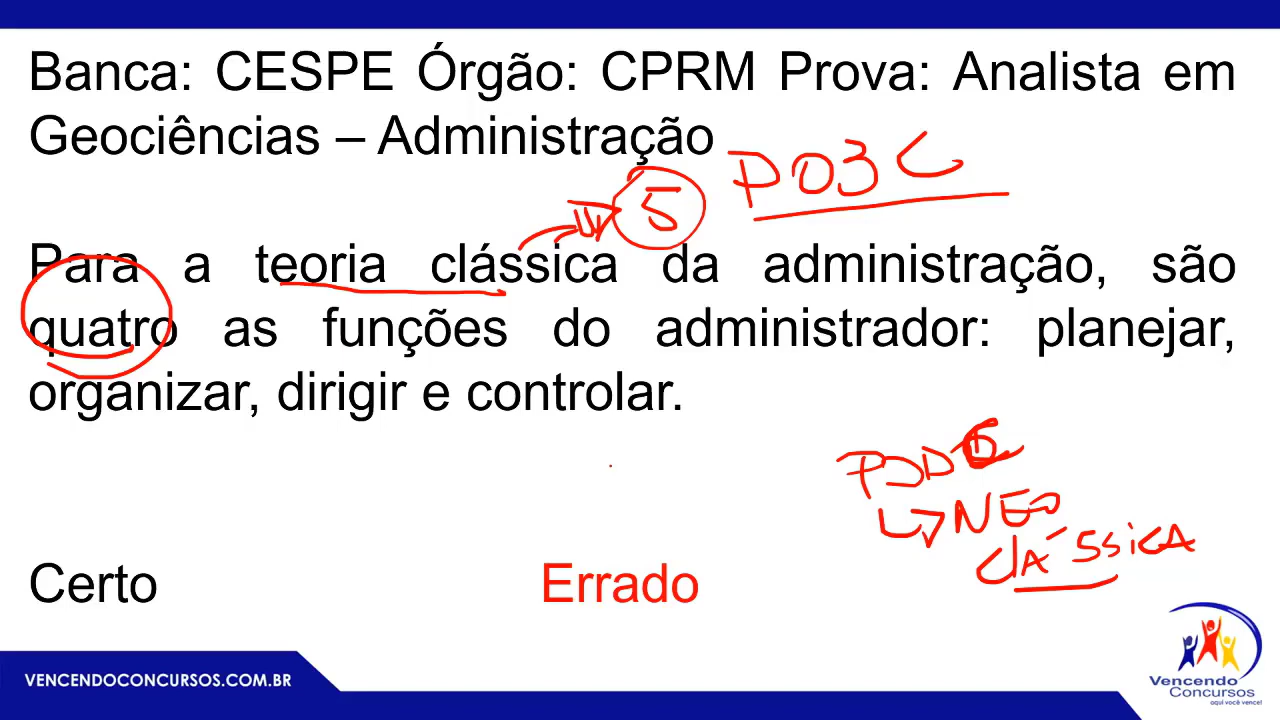 Banca: CESPE Órgão: CPRM Prova: Analista em
Geociências – Administração
PO3C
5
Para a teoria clássica da administração, são
quatro as funções do administrador: planejar,
organizar, dirigir e controlar.
PODC
NEO
CLÁSSICA
Certo Errado
VENCENDOCONCURSOS.COM.BR
Vencendo
Concursos
aqui você vence!